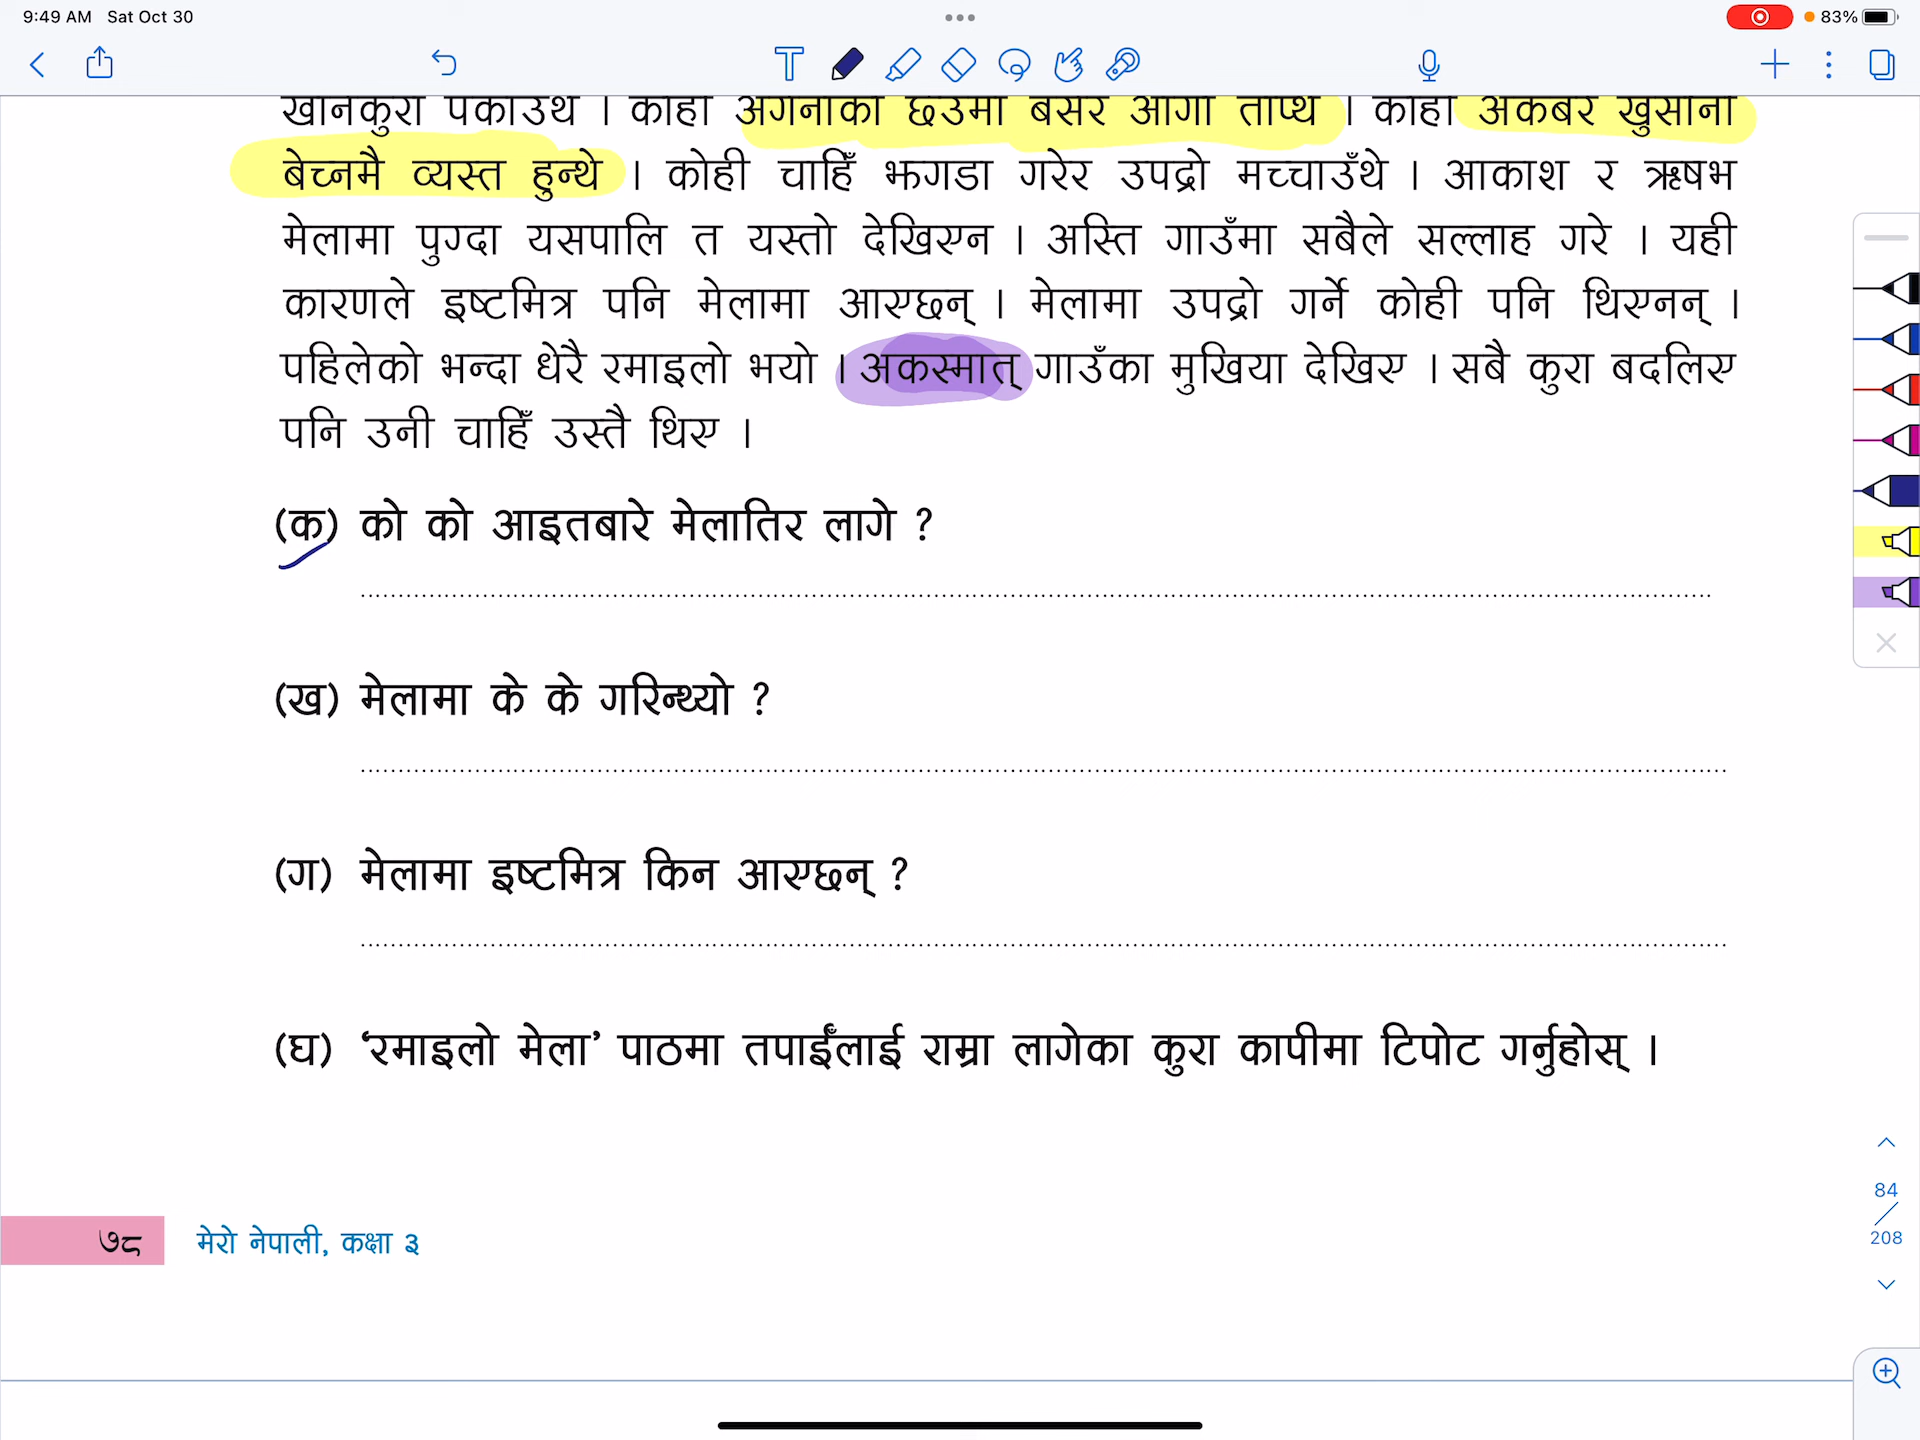 9:49 AM Sat Oct 30
83%
खानेकुरा पकाउँथे । कोही अगेनाको छेउमा बसेर आगो ताप्थे । कोही अकबरे खुर्सानी
बेच्नमै व्यस्त हुन्थे । कोही चाहिँ झगडा गरेर उपद्रो मच्चाउँथे । आकाश र ऋषभ
मेलामा पुग्दा यसपालि त यस्तो देखिएन । अस्ति गाउँमा सबैले सल्लाह गरे । यही
कारणले इष्टमित्र पनि मेलामा आएछन् । मेलामा उपद्रो गर्ने कोही पनि थिएनन् ।
पहिलेको भन्दा धेरै रमाइलो भयो । अकस्मात् गाउँका मुखिया देखिए । सबै कुरा बदलिए
पनि उनी चाहिँ उस्तै थिए ।
(क) को को आइतबारे मेलातिर लागे ?
(ख) मेलामा के के गरिन्थ्यो ?
(ग) मेलामा इष्टमित्र किन आएछन् ?
(घ) ‘रमाइलो मेला’ पाठमा तपाईँलाई राम्रा लागेका कुरा कापीमा टिपोट गर्नुहोस् ।
84
208
७८ मेरो नेपाली, कक्षा ३